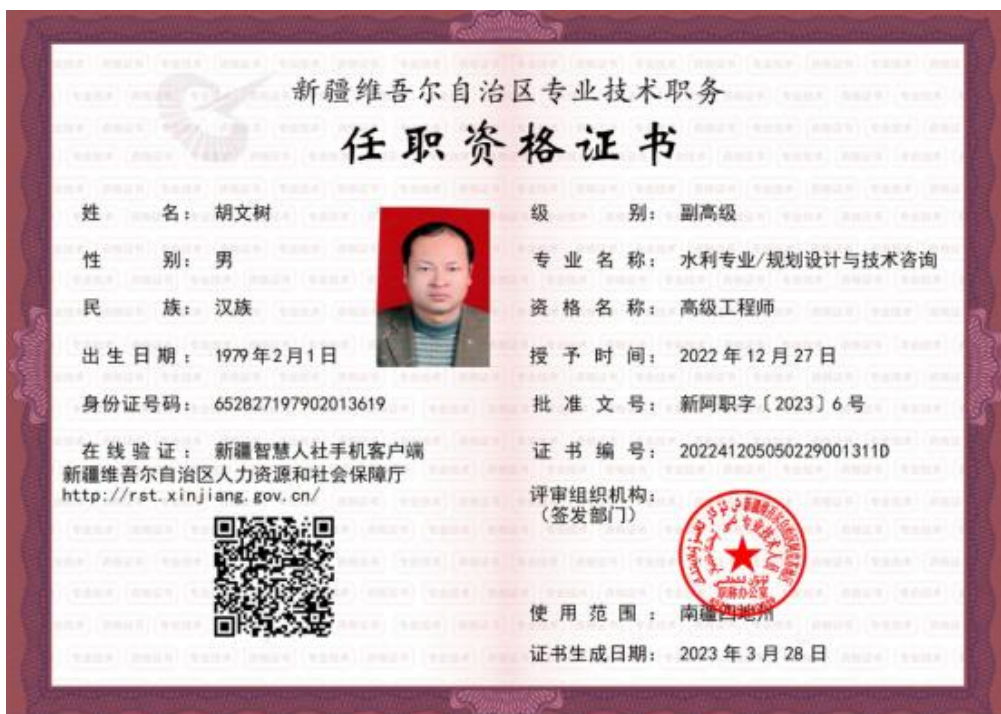 新疆维吾尔自治区专业技术职务
任职资格证书
姓名：胡文树
性别：男
民族：汉族
出生日期：1979年2月1日
身份证号码：652827197902013619
在线验证：新疆智慧人社手机客户端
新疆维吾尔自治区人力资源和社会保障厅
http://rst.xinjiang.gov.cn/
级别：副高级
专业名称：水利专业/规划设计与技术咨询
资格名称：高级工程师
授予时间：2022年12月27日
批准文号：新阿职字〔2023〕6号
证书编号：202241205050229001311D
评审组织机构：
（签发部门）
职称办公室
使用范围：南疆四地州
证书生成日期：2023年3月28日